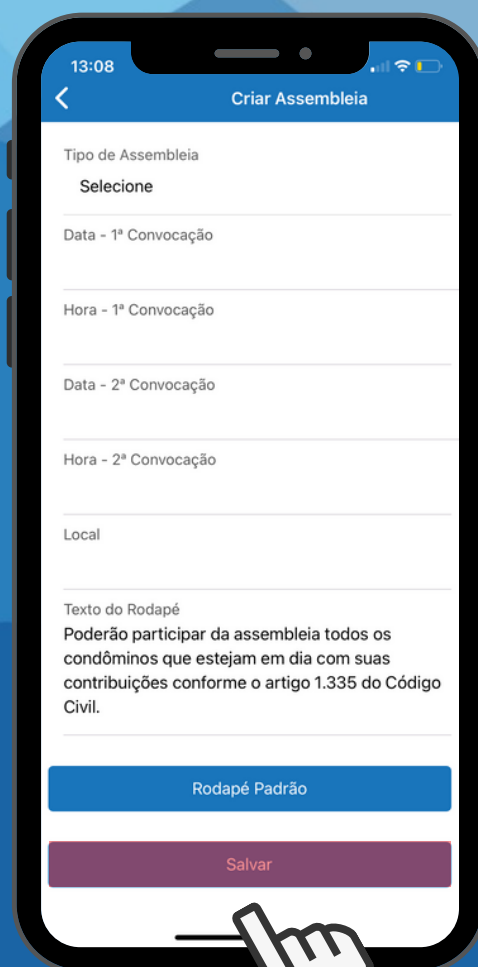 13:08
Criar Assembleia
Tipo de Assembleia
Selecione
Data - 1ª Convocação
Hora - 1ª Convocação
Data - 2ª Convocação
Hora - 2ª Convocação
Local
Texto do Rodapé
Poderão participar da assembleia todos os
condôminos que estejam em dia com suas
contribuições conforme o artigo 1.335 do Código
Civil.
Rodapé Padrão
Salvar